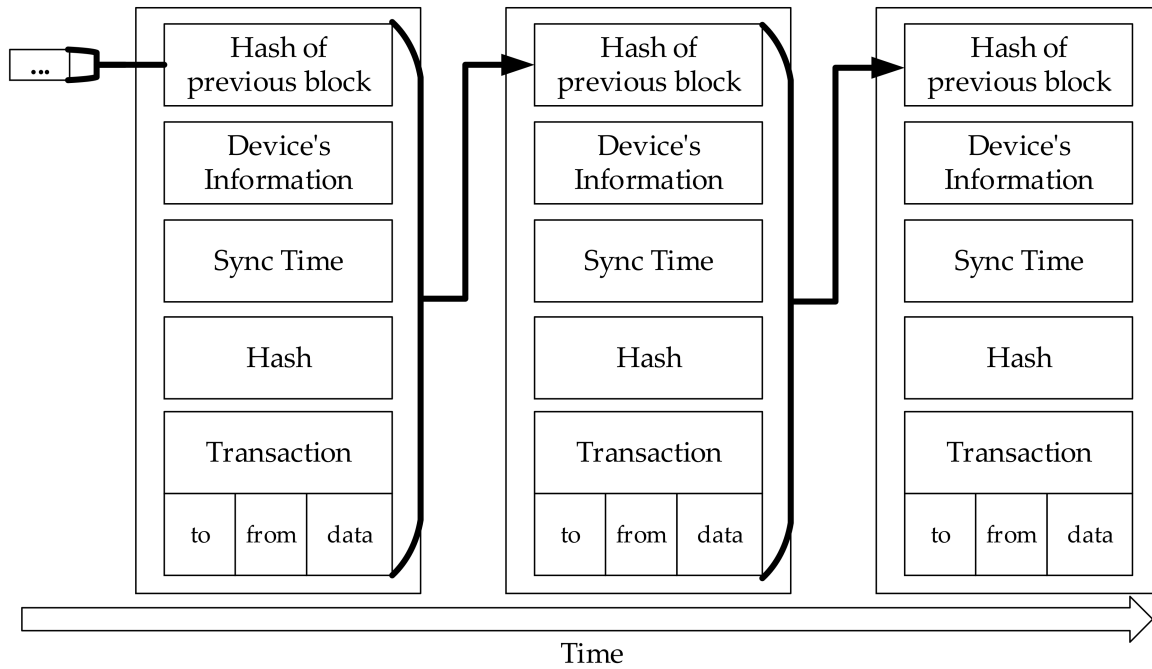 ...
Hash of
previous block
Device's
Information
Sync Time
Hash
Transaction
to from data
Hash of
previous block
Device's
Information
Sync Time
Hash
Transaction
to from data
Hash of
previous block
Device's
Information
Sync Time
Hash
Transaction
to from data
Time